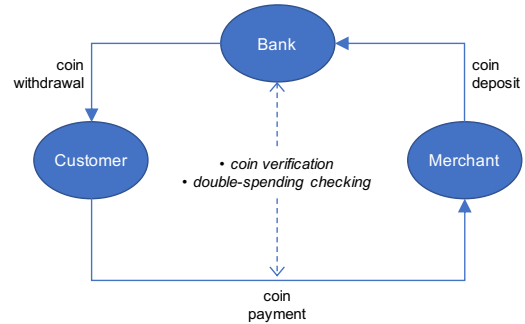 Bank
coin
withdrawal
coin
deposit
Customer
• coin verification
• double-spending checking
Merchant
coin
payment